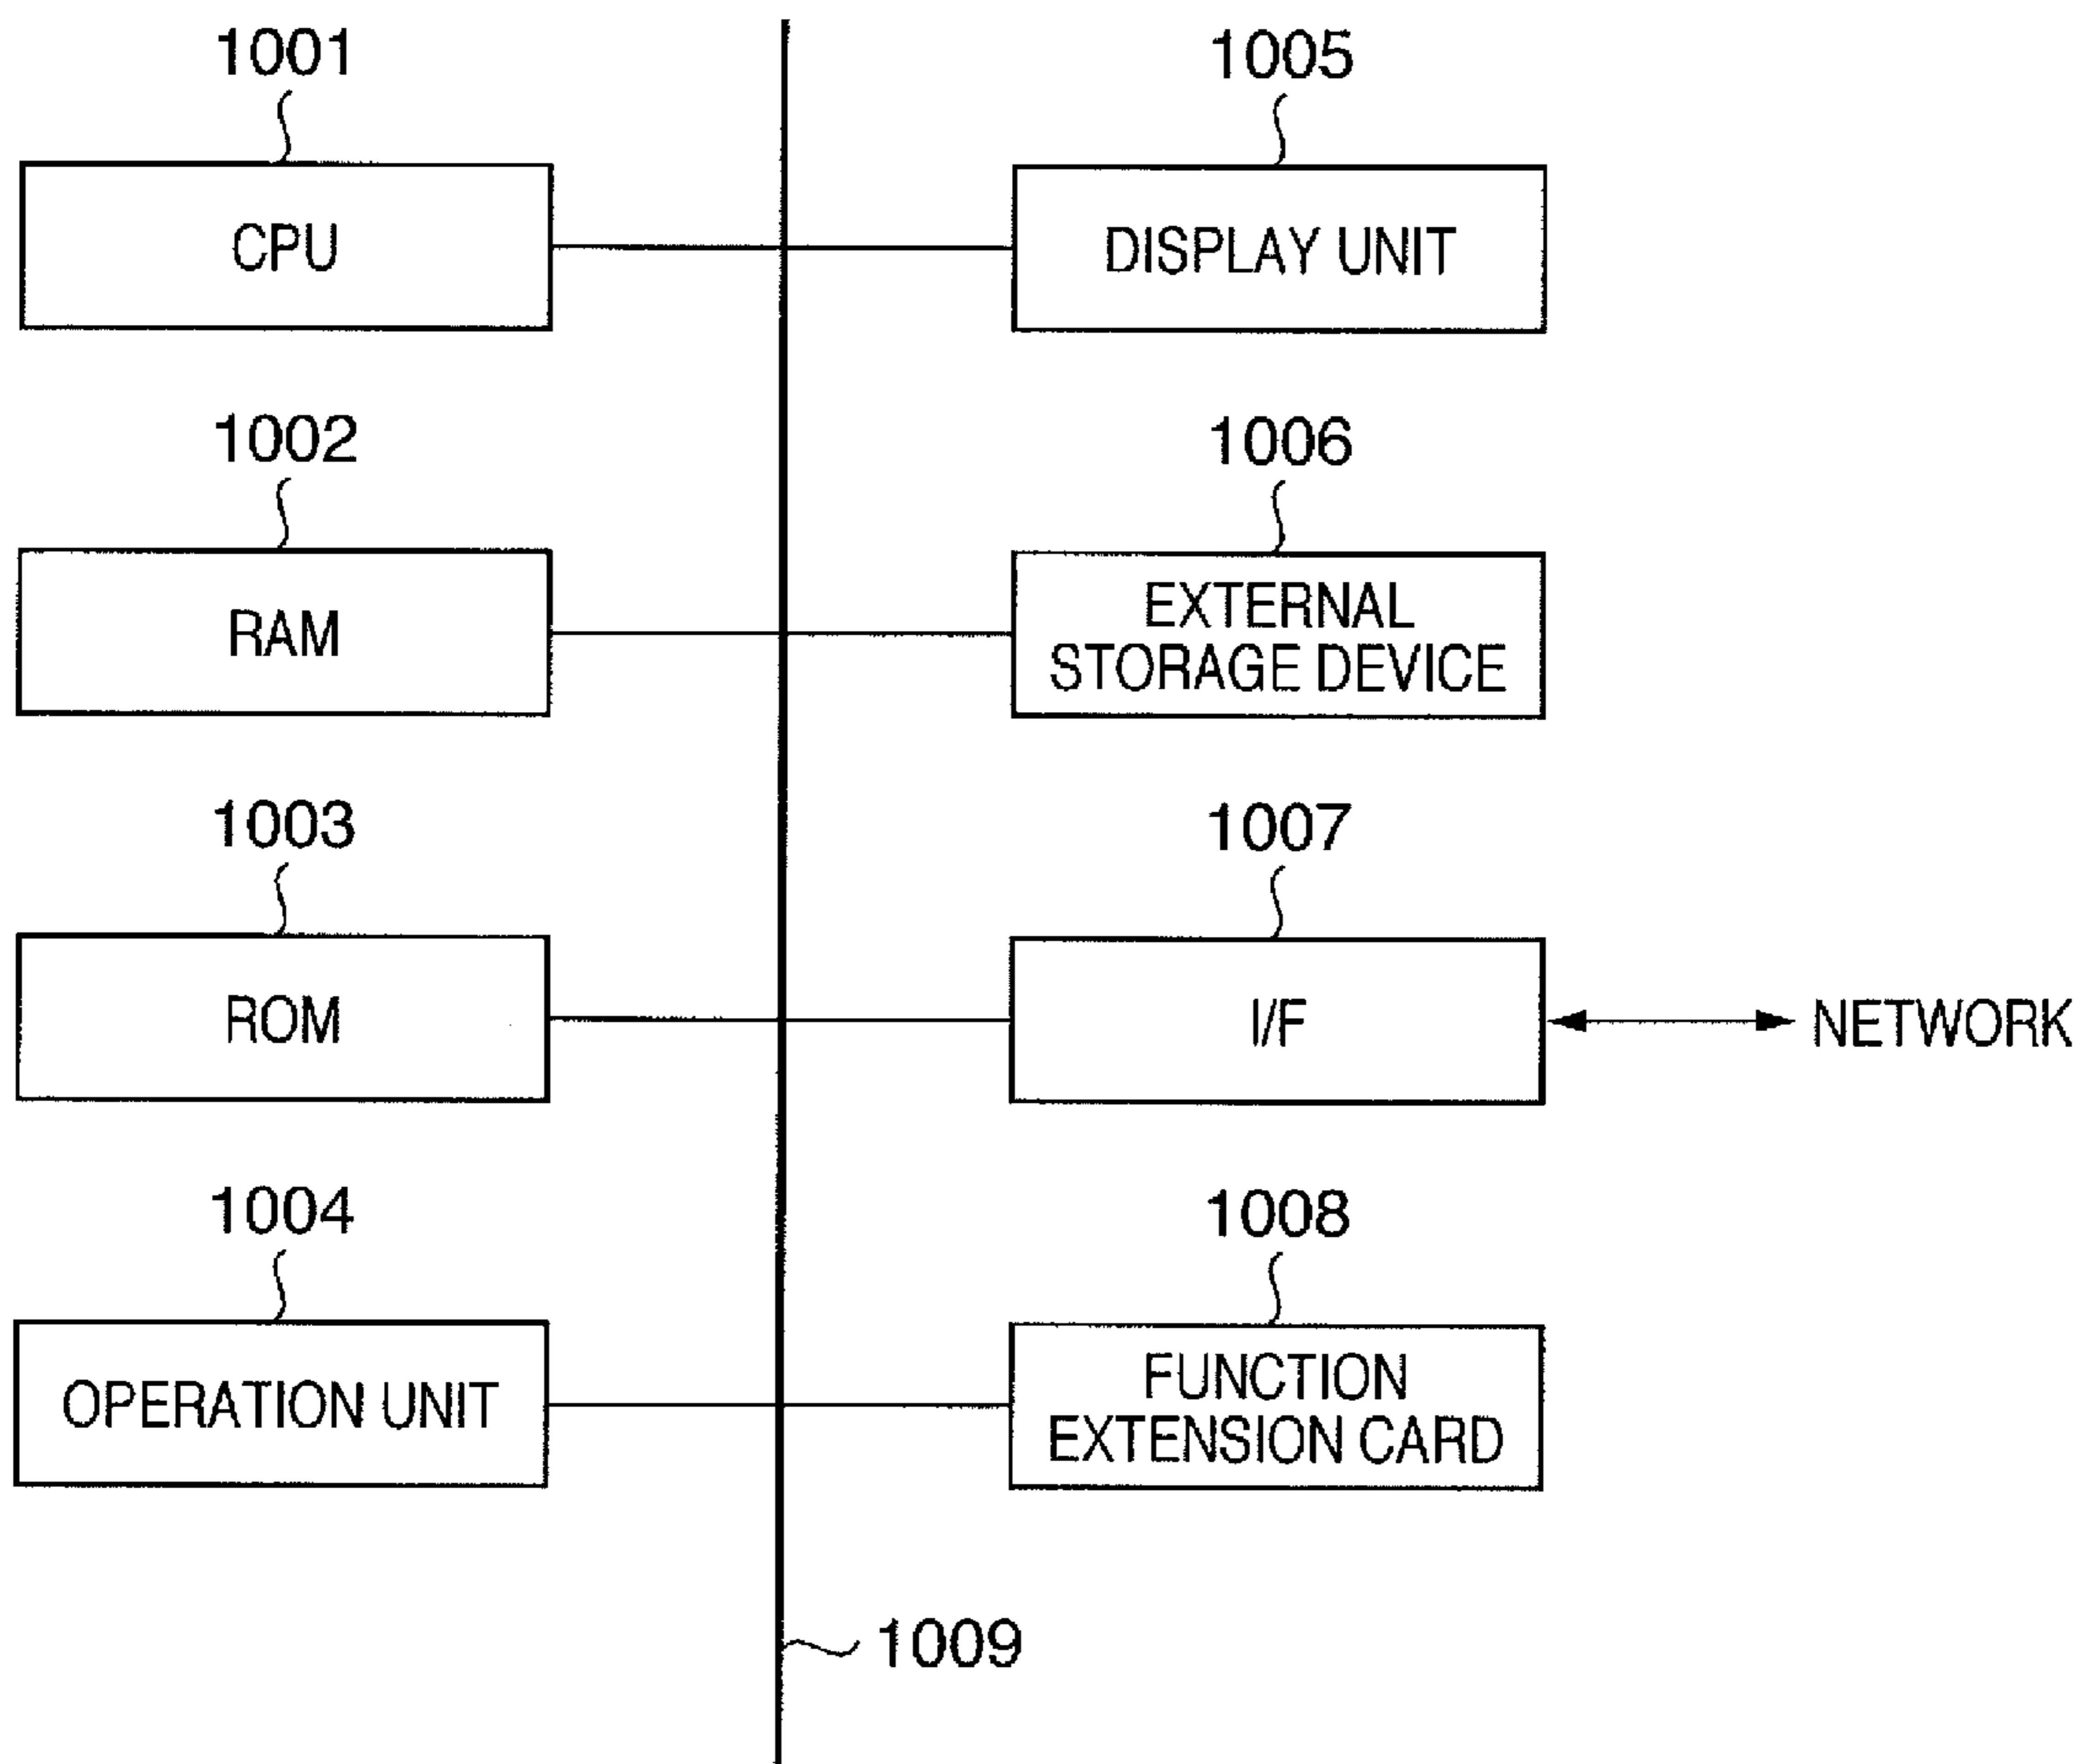 1001
CPU
1005
DISPLAY UNIT
1002
RAM
1006
EXTERNAL
STORAGE DEVICE
1003
ROM
1007
I/F
NETWORK
1004
OPERATION UNIT
1008
FUNCTION
EXTENSION CARD
1009